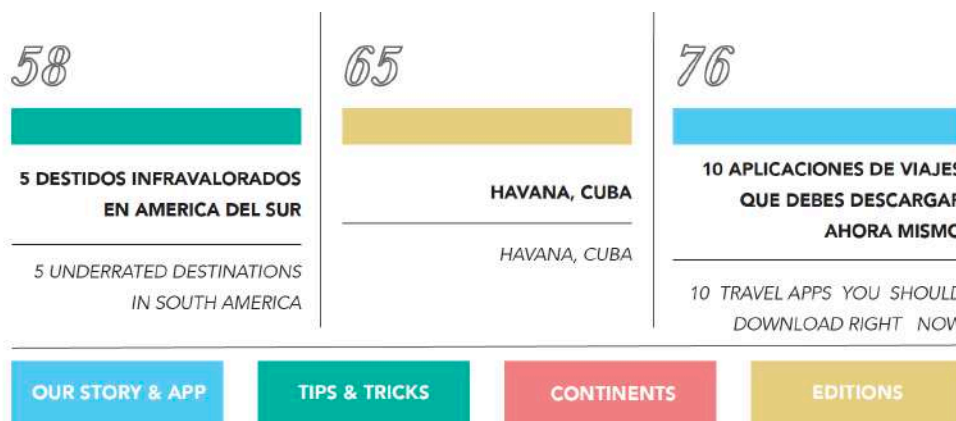 58
5 DESTIDOS INFRAVALORADOS
EN AMERICA DEL SUR
5 UNDERRATED DESTINATIONS
IN SOUTH AMERICA
65
HAVANA, CUBA
HAVANA, CUBA
76
10 APLICACIONES DE VIAJES
QUE DEBES DESCARGAR
AHORA MISMO
10 TRAVEL APPS YOU SHOULD
DOWNLOAD RIGHT NOW
OUR STORY & APP
TIPS & TRICKS
CONTINENTS
EDITIONS